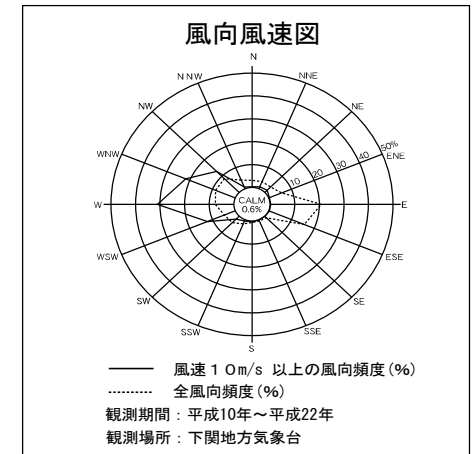 風向風速図
N
NNW
NNE
NW
NE
WNW
50%
40
30
20
10
ENE
W
CALM
0.6%
E
WSW
ESE
SW
SE
SSW
SSE
S
風速10m/s 以上の風向頻度(%)
全風向頻度(%)
観測期間:平成10年～平成22年
観測場所:下関地方気象台